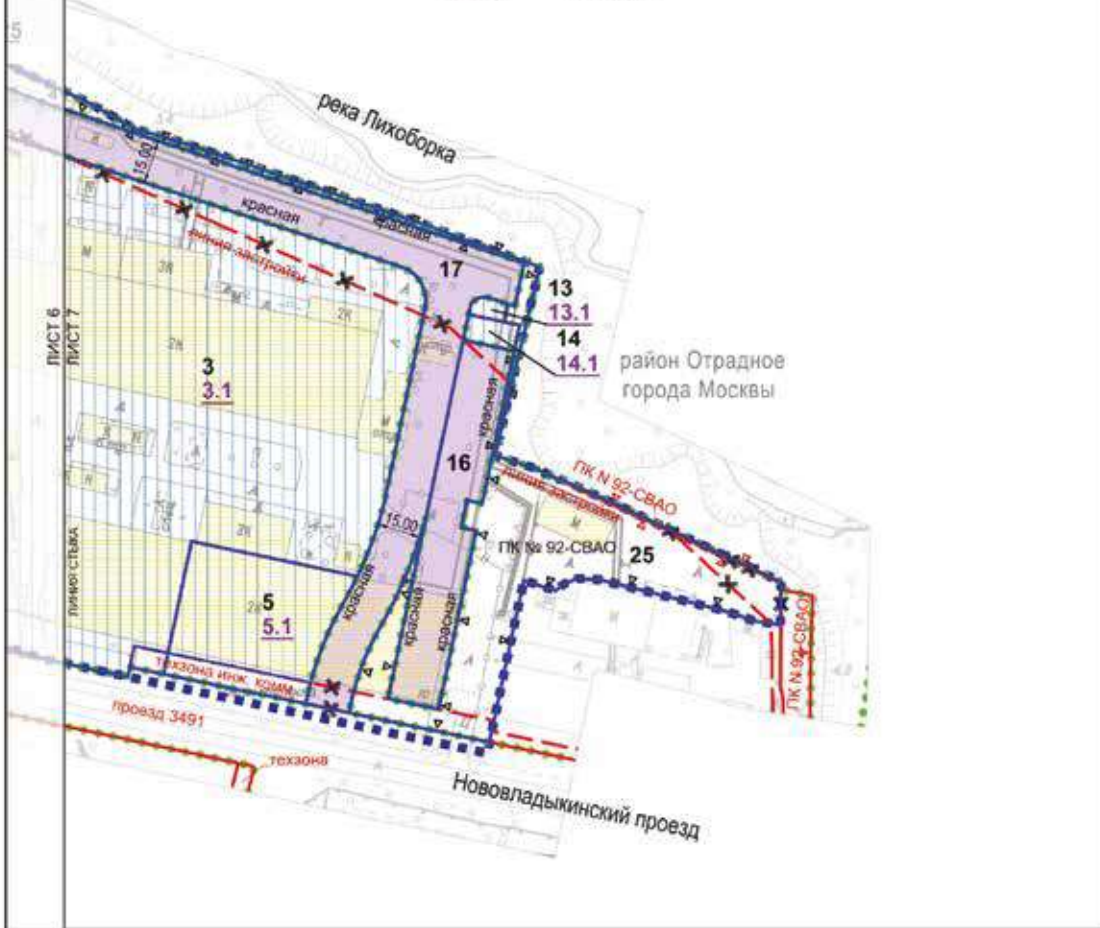 река Лихоборка
15.00
красная
красная
линия застройки
17
13
13.1
14
14.1
район Отрадное
города Москвы
ЛИСТ 6
ЛИСТ 7
3
3.1
красная
16
ПК N 92-СВАО
линия застройки
15.00
ПК № 92-СВАО
25
линия стыка
5
5.1
красная
красная
красная
техзона инж. комм.
ПК N 92-СВАО
проезд 3491
техзона
Нововладыкинский проезд